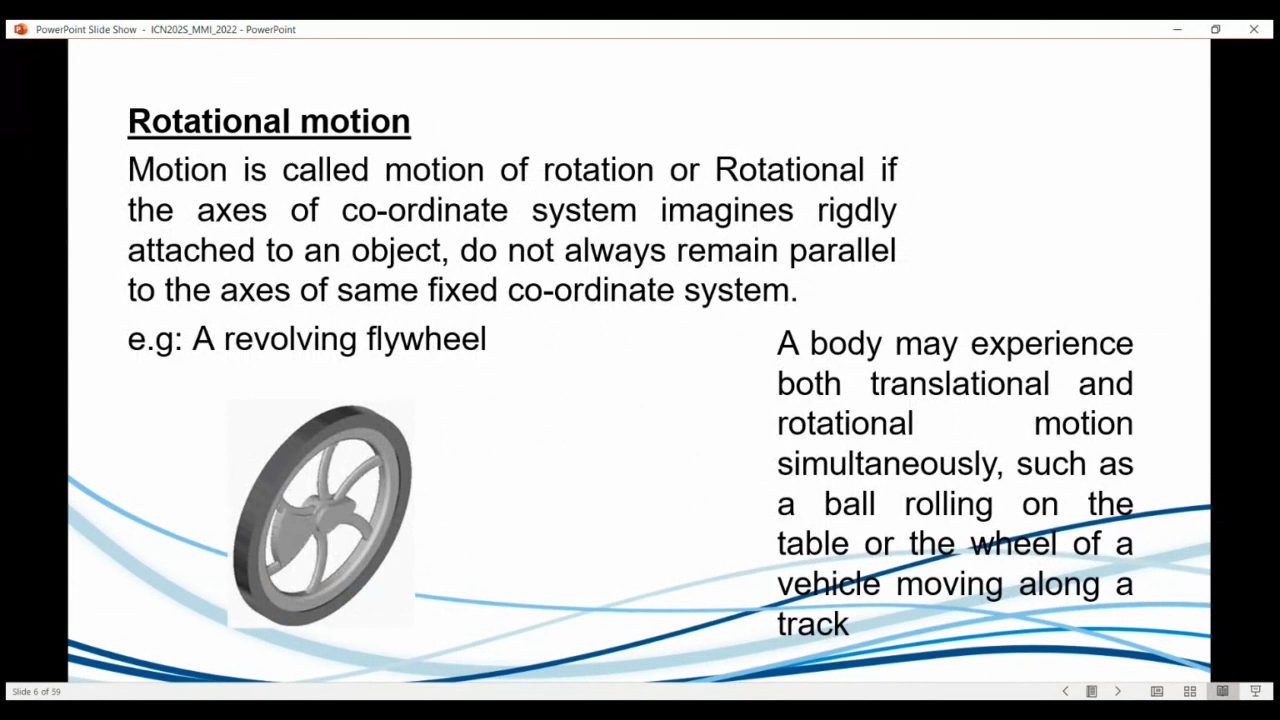 PowerPoint Slide Show - ICN202S_MMI_2022 - PowerPoint
Rotational motion
Motion is called motion of rotation or Rotational if
the axes of co-ordinate system imagines rigdly
attached to an object, do not always remain parallel
to the axes of same fixed co-ordinate system.
e.g: A revolving flywheel
A body may experience
both translational and
rotational motion
simultaneously, such as
a ball rolling on the
table or the wheel of a
vehicle moving along a
track
Slide 6 of 59